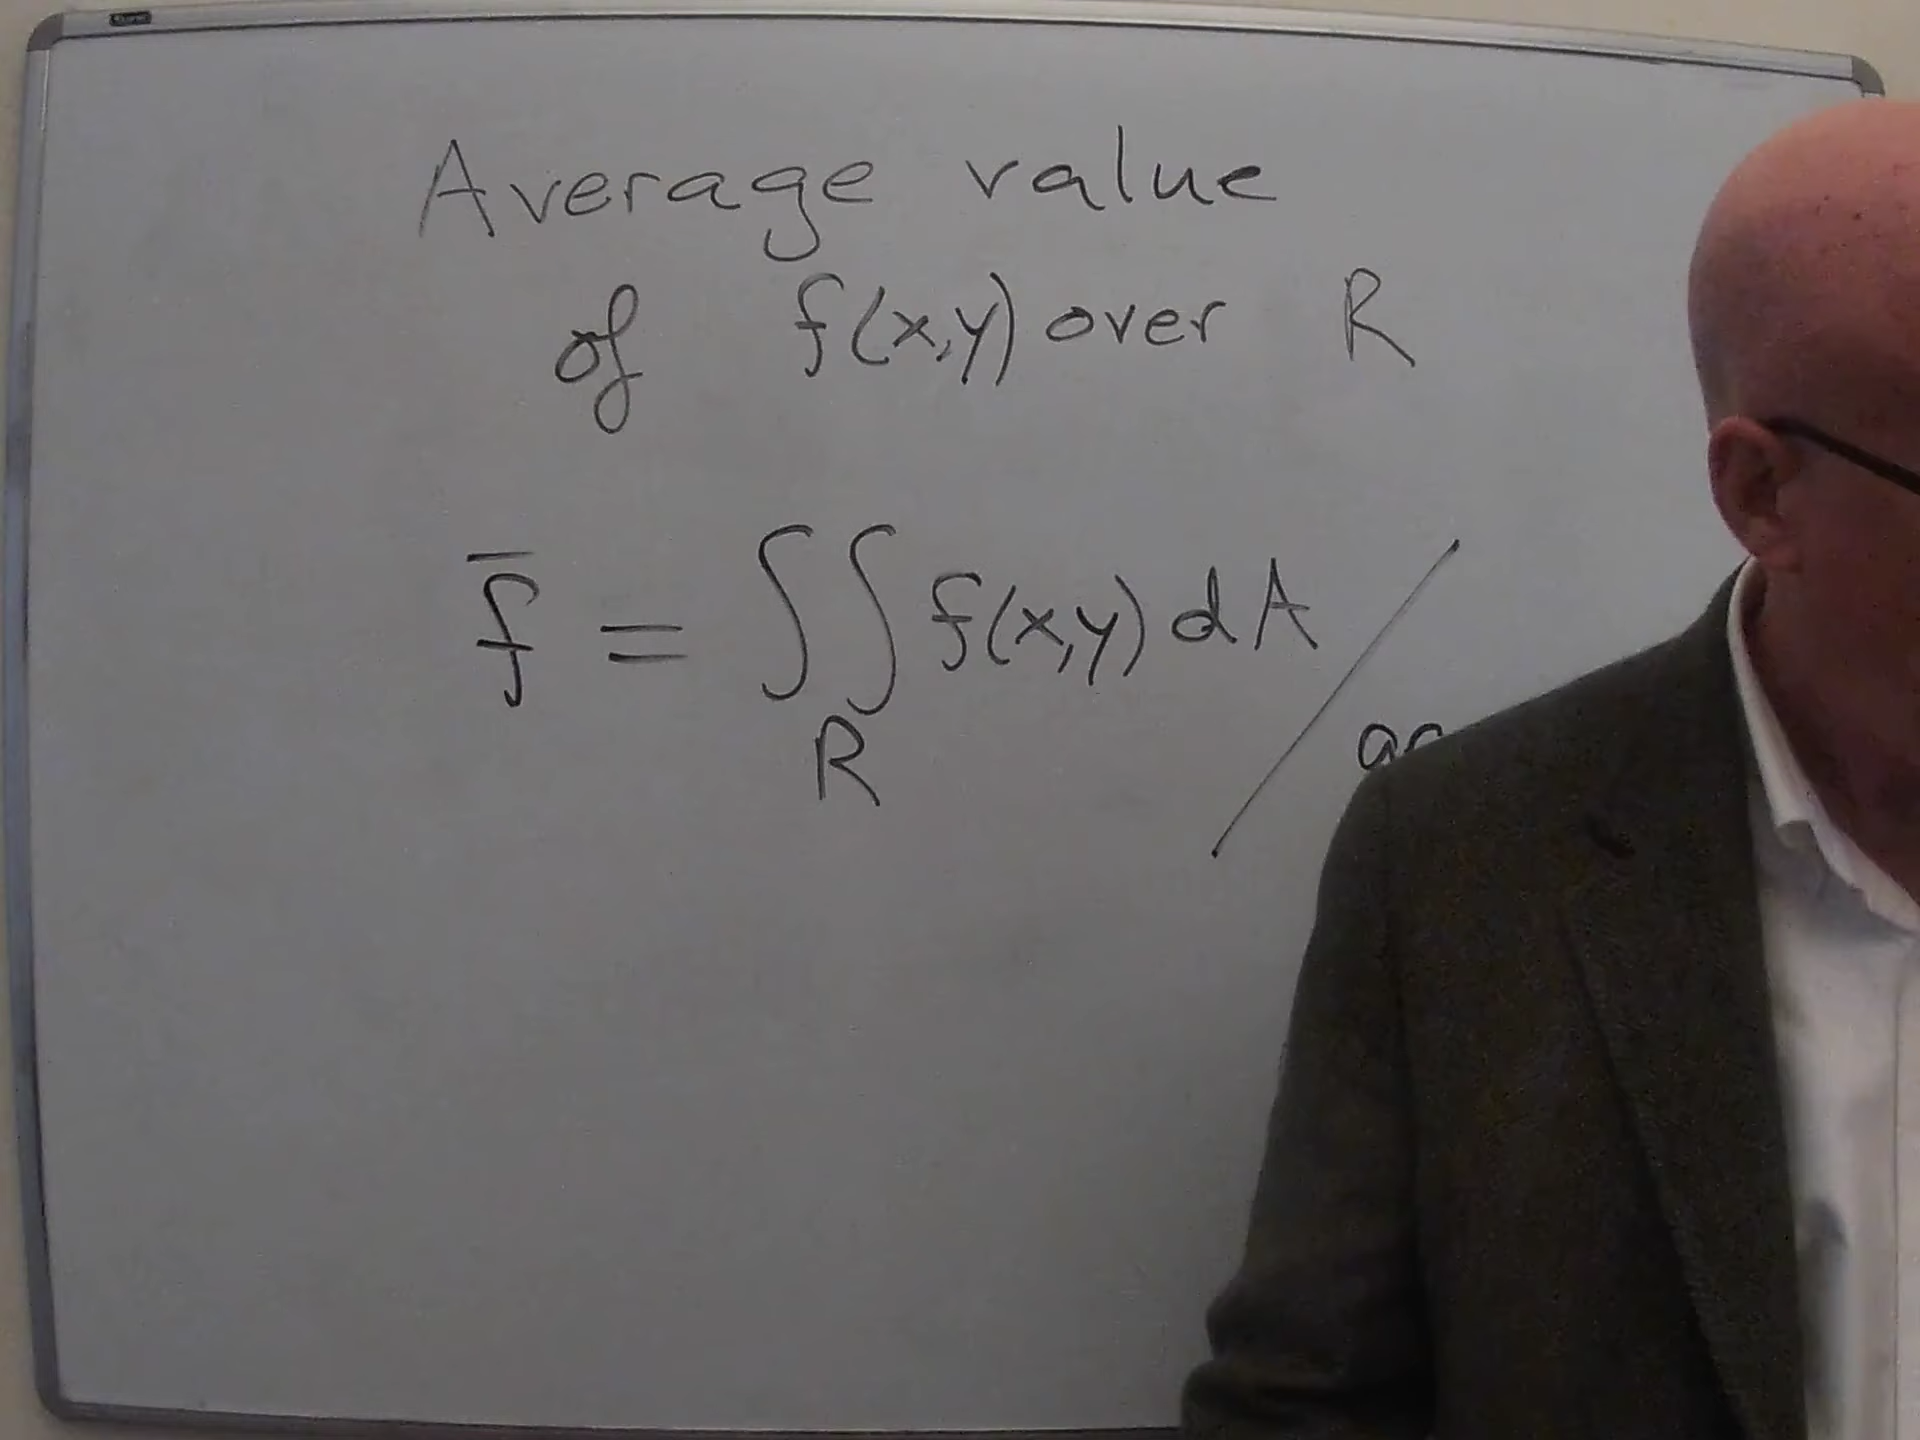 Average value
of f(x,y) over R
f̄ = ∬ f(x,y) dA /
R